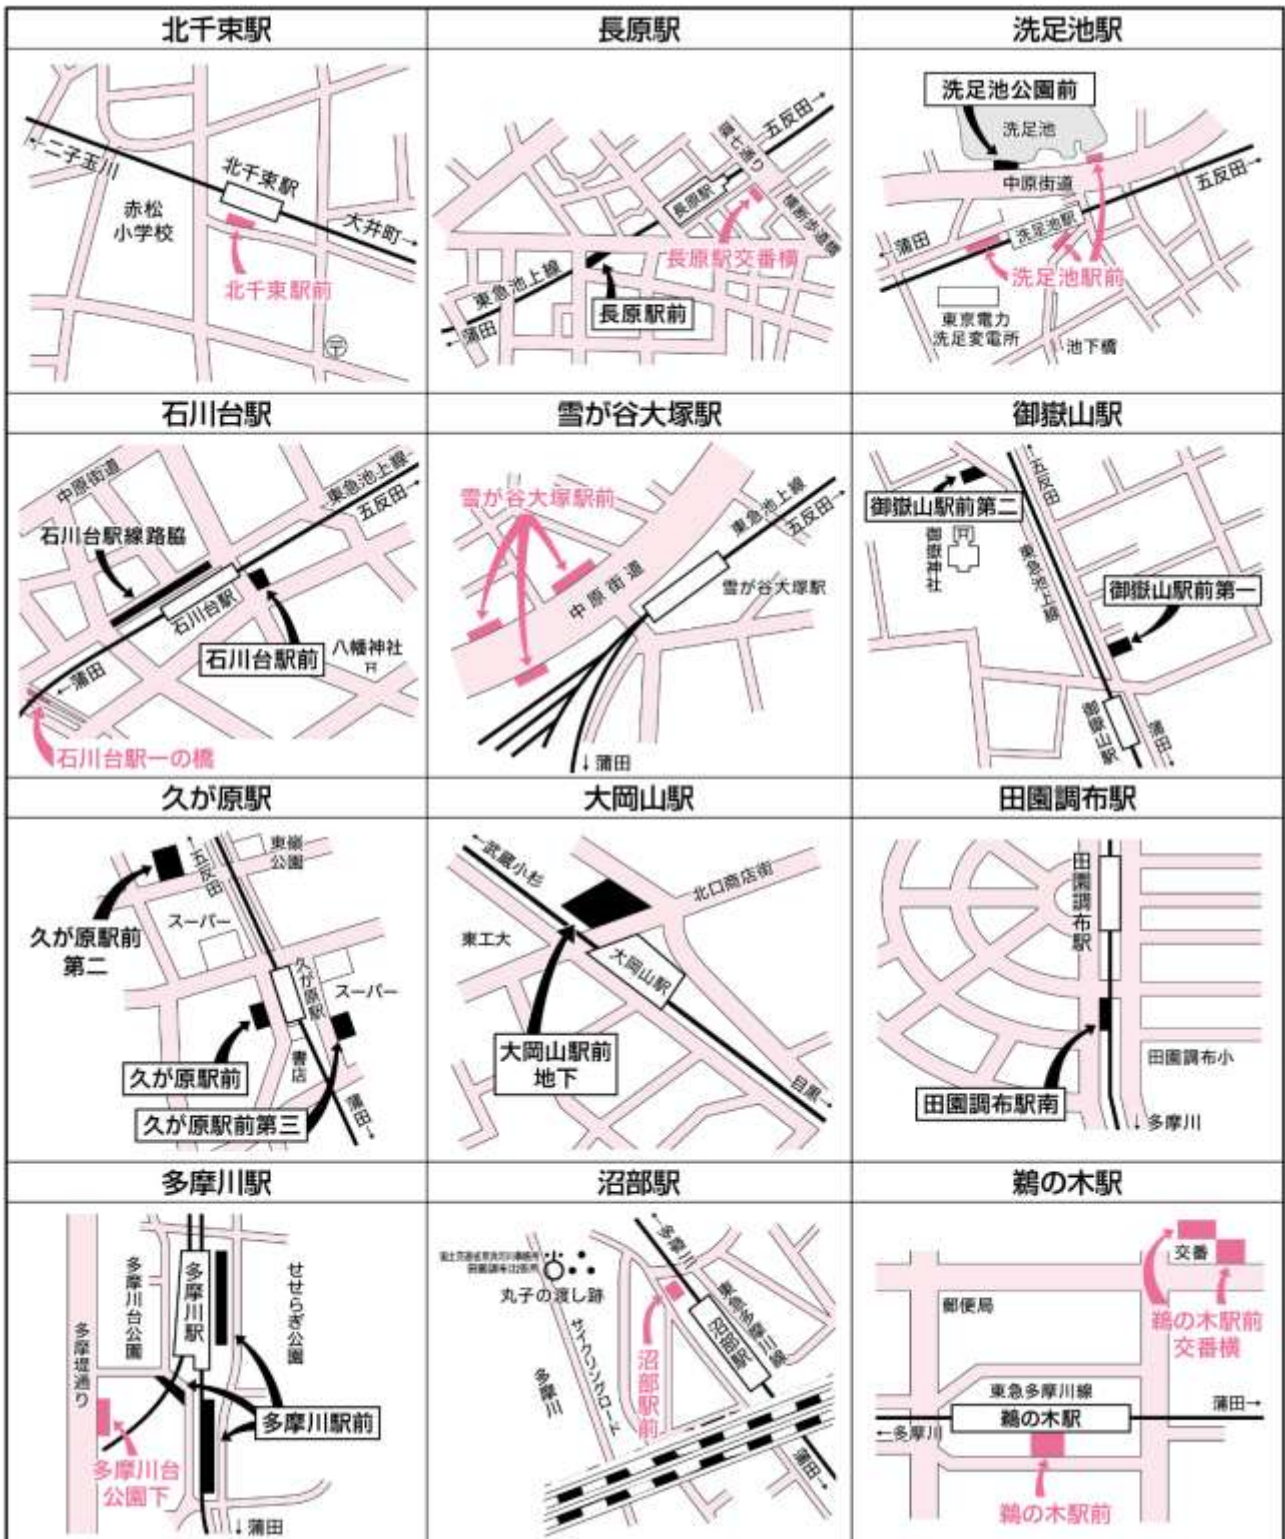 北千束駅
←二子玉川
北千束駅
大井町→
赤松
小学校
北千束駅前
〒
長原駅
五反田→
環七通り
長原駅
横断歩道橋
長原駅交番横
東急池上線
長原駅前
←蒲田
洗足池駅
洗足池公園前
洗足池
中原街道
五反田→
洗足池駅
←蒲田
洗足池駅前
東京電力
洗足変電所
池下橋
石川台駅
中原街道
東急池上線
五反田→
石川台駅線路脇
石川台駅
石川台駅前
八幡神社
←蒲田
石川台駅一の橋
雪が谷大塚駅
雪が谷大塚駅前
東急池上線
五反田→
中原街道
雪が谷大塚駅
↓蒲田
御嶽山駅
←五反田
御嶽山駅前第二
御嶽神社
東急池上線
御嶽山駅前第一
御嶽山駅
蒲田→
久が原駅
←五反田
東嶺
公園
スーパー
久が原駅前
第二
久が原駅
スーパー
久が原駅前
書店
久が原駅前第三
蒲田→
大岡山駅
←武蔵小杉
北口商店街
東工大
大岡山駅
大岡山駅前
地下
目黒→
田園調布駅
田園調布駅
田園調布小
田園調布駅南
↓多摩川
多摩川駅
多摩川台公園
多摩川駅
せせらぎ公園
多摩堤通り
多摩川駅前
多摩川台
公園下
↓蒲田
沼部駅
←多摩川
田園調布出張所
丸子の渡し跡
東急多摩川線
サイクリングロード
沼部駅
沼部駅前
多摩川
蒲田→
鵜の木駅
交番
郵便局
鵜の木駅前
交番横
東急多摩川線
蒲田→
鵜の木駅
←多摩川
鵜の木駅前